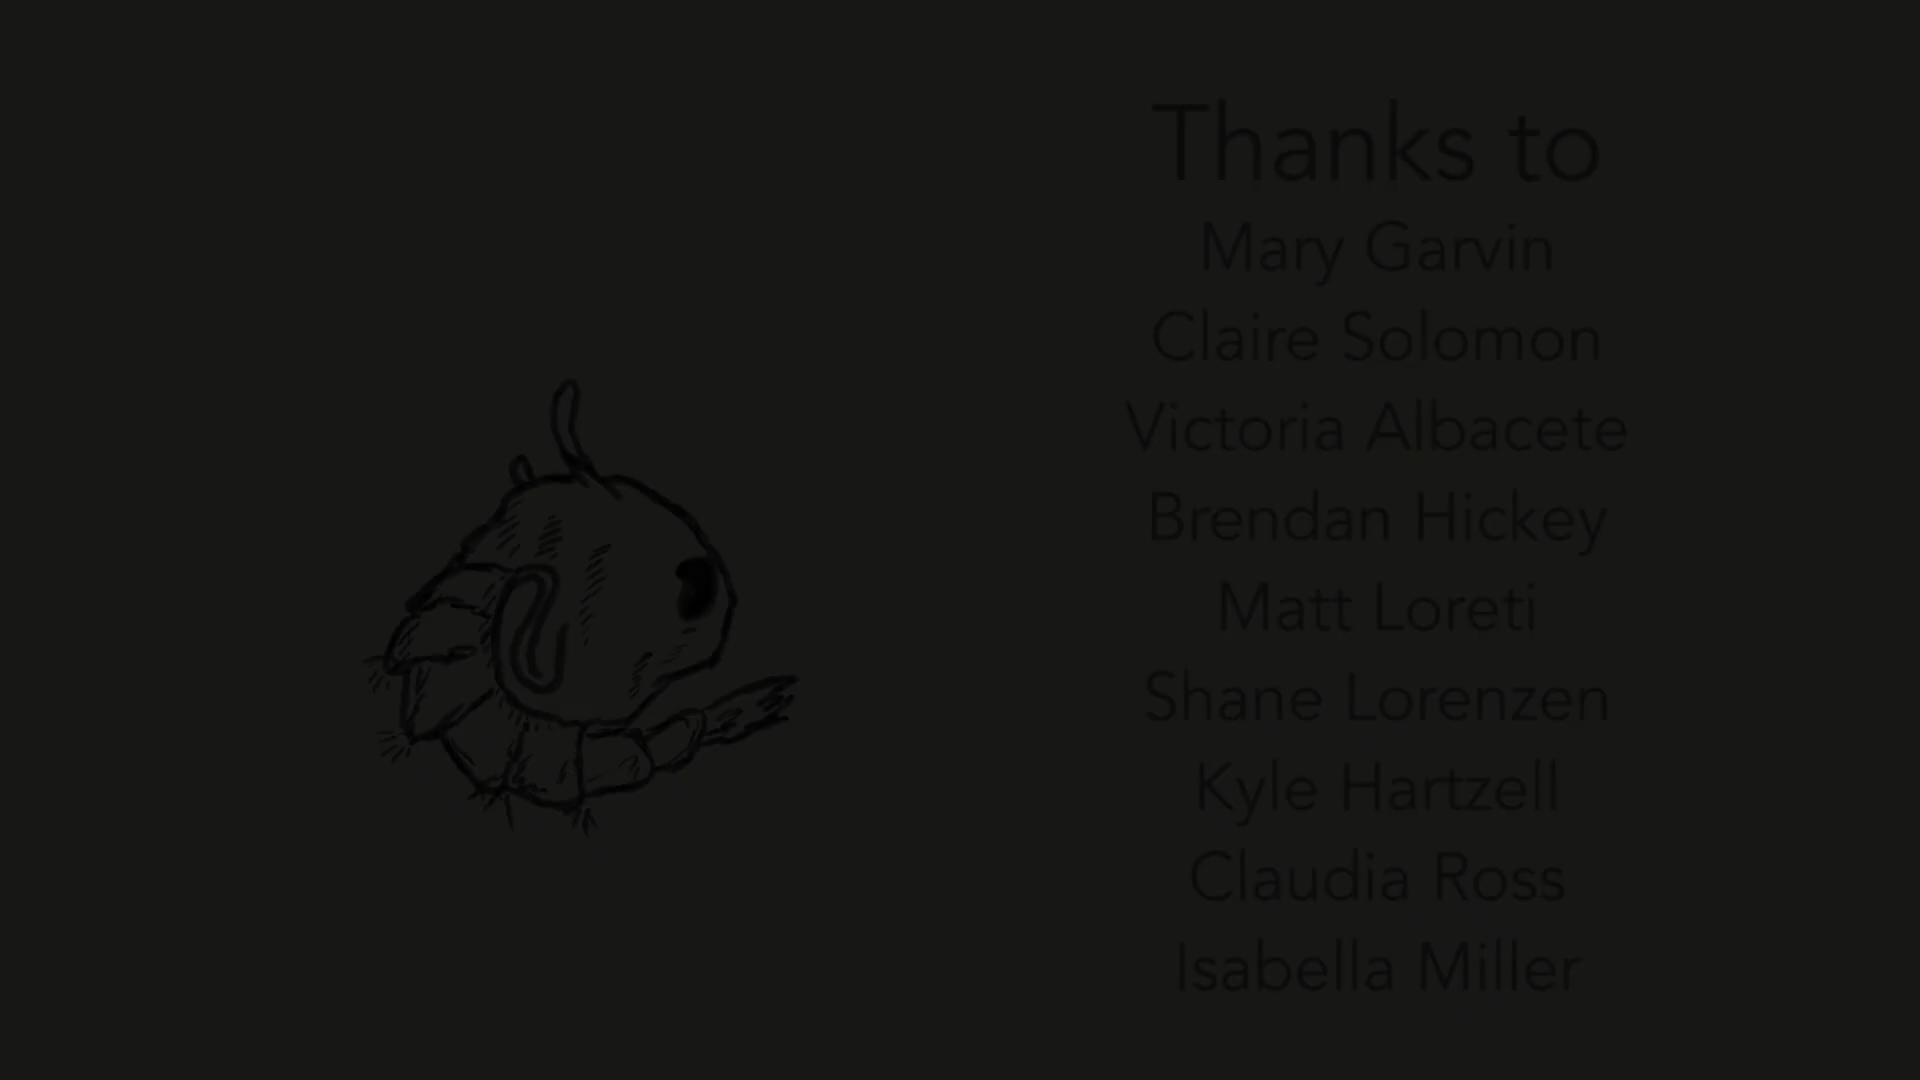 Thanks to
Mary Garvin
Claire Solomon
Victoria Albacete
Brendan Hickey
Matt Loreti
Shane Lorenzen
Kyle Hartzell
Claudia Ross
Isabella Miller